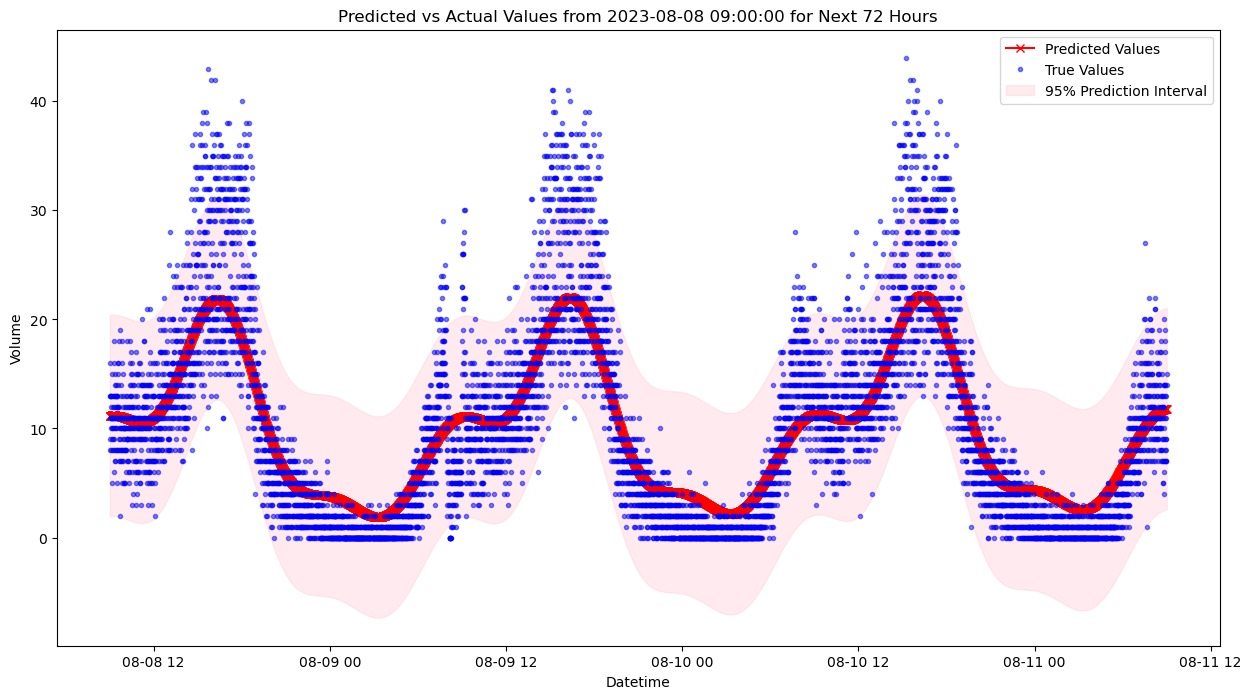 Predicted vs Actual Values from 2023-08-08 09:00:00 for Next 72 Hours
Predicted Values
True Values
95% Prediction Interval
Volume
40
30
20
10
0
08-08 12
08-09 00
08-09 12
08-10 00
08-10 12
08-11 00
08-11 12
Datetime